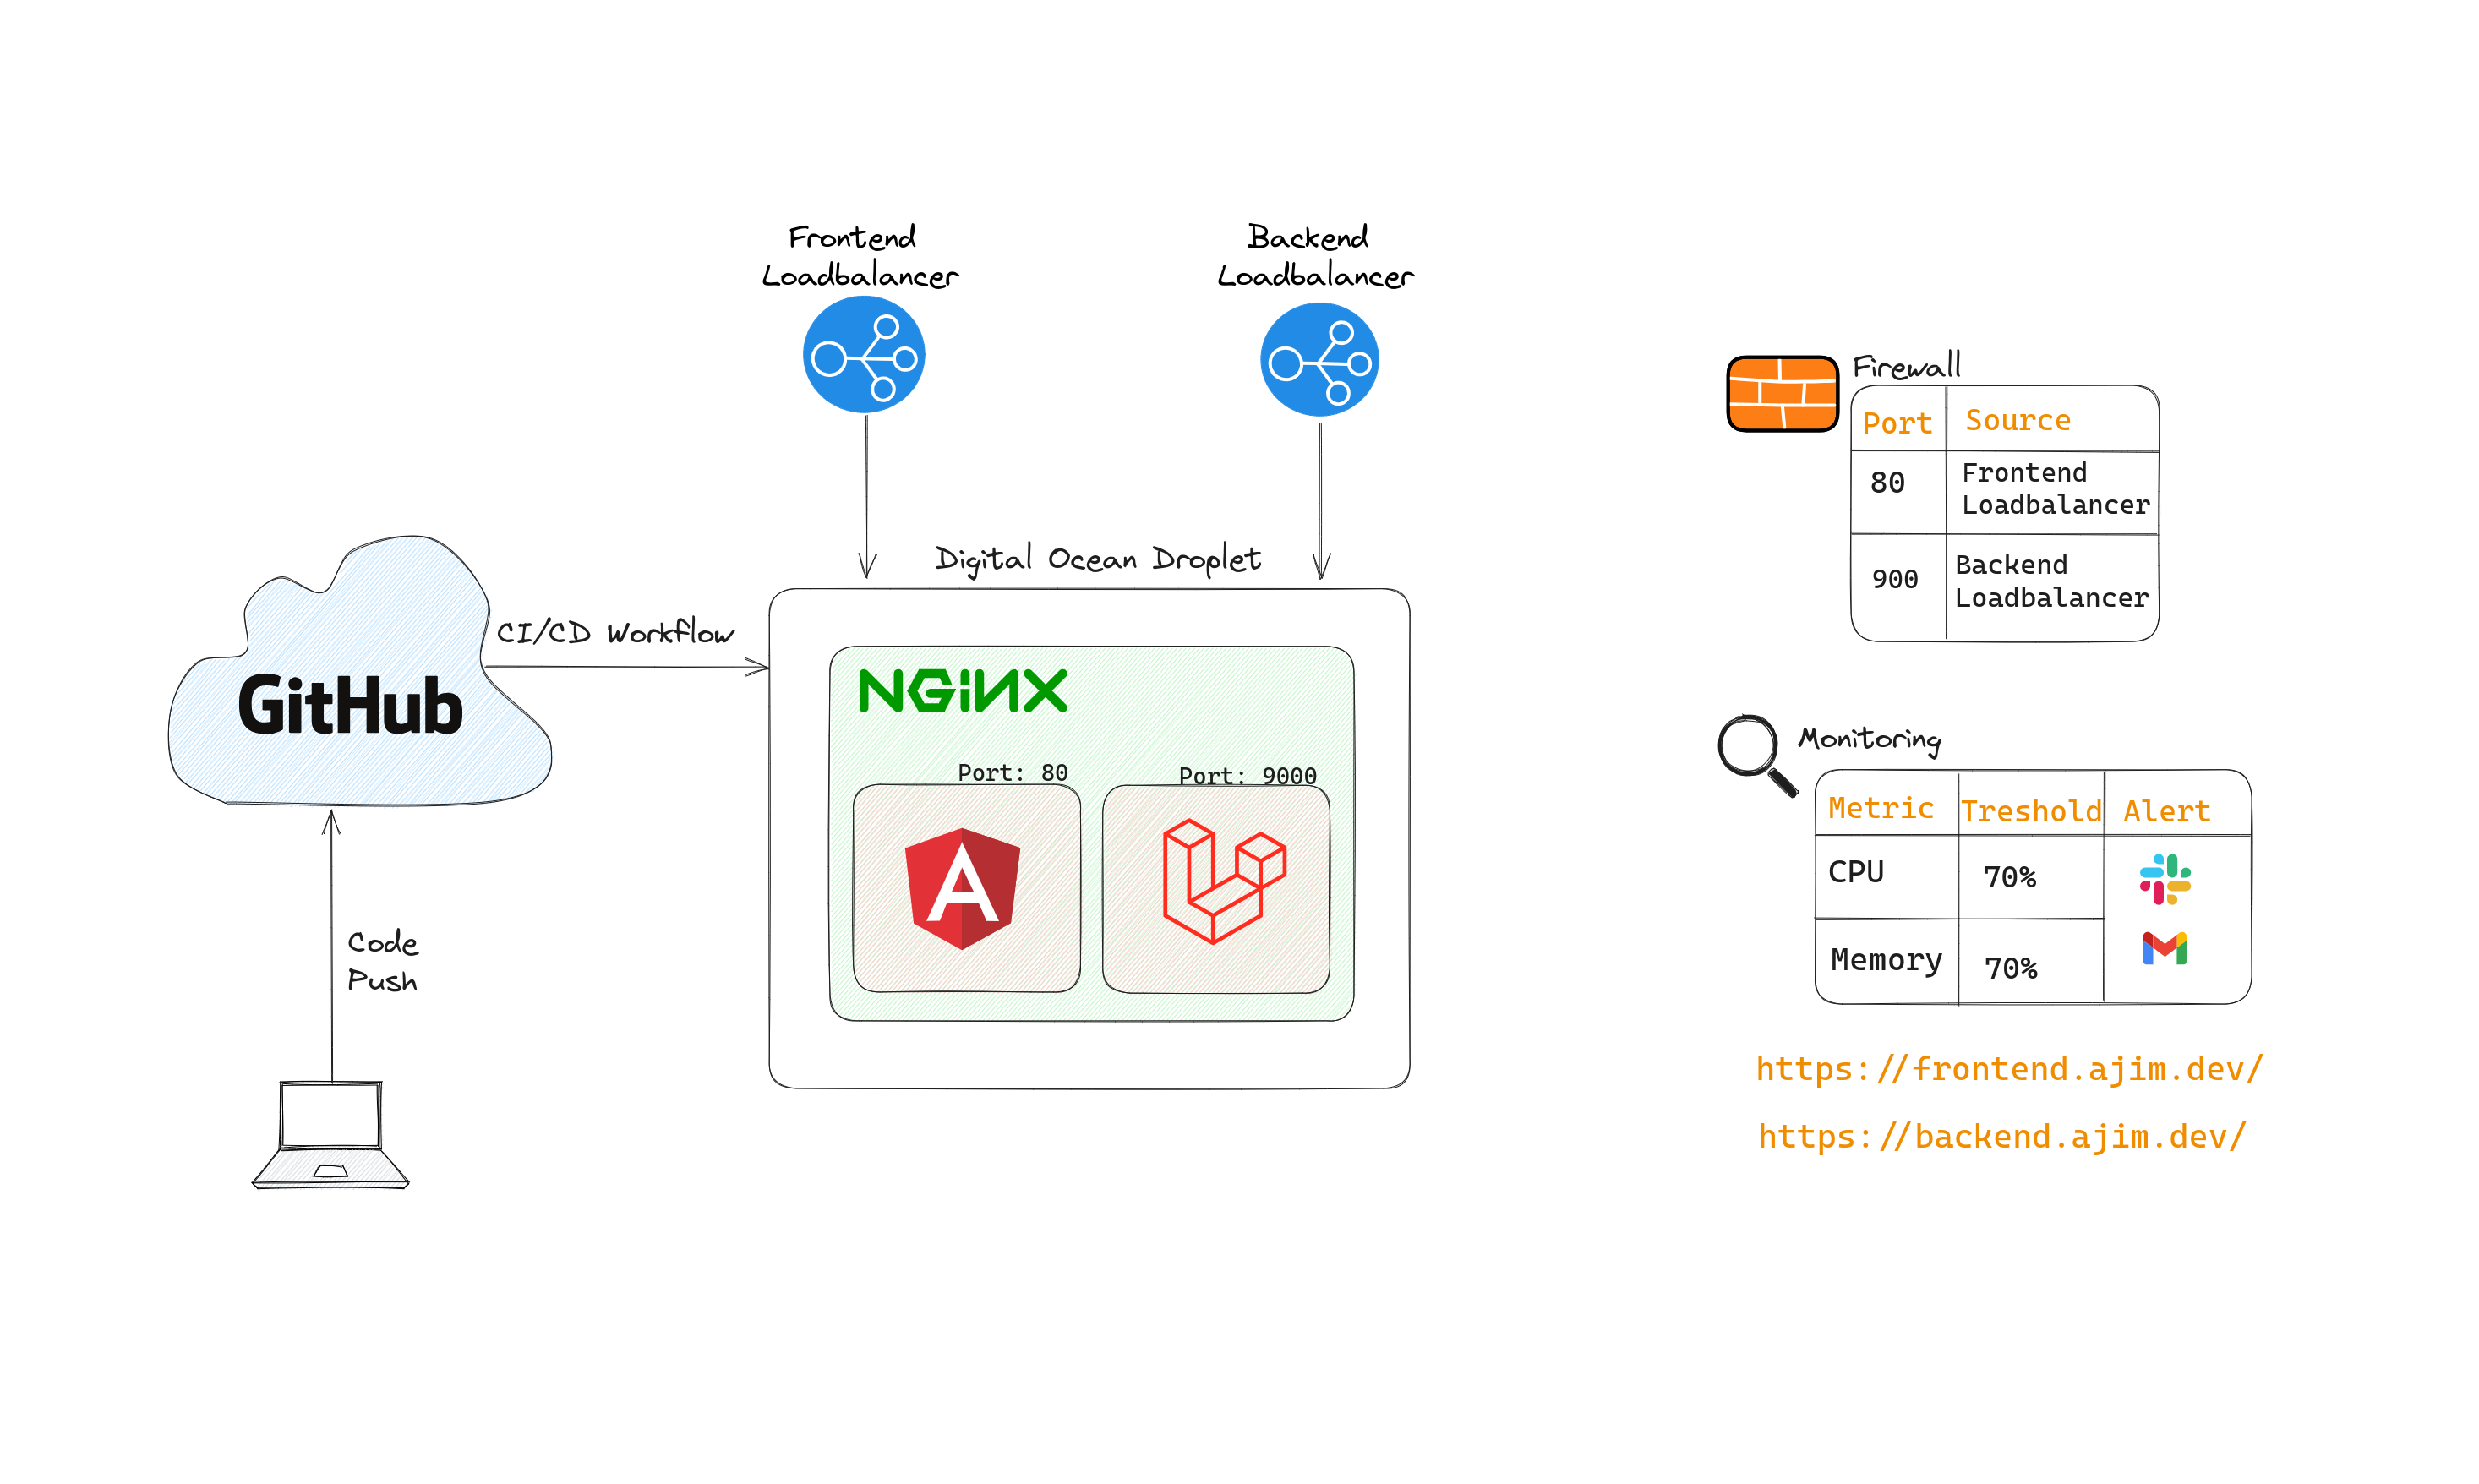 Frontend
Loadbalancer
Backend
Loadbalancer
Digital Ocean Droplet
CI/CD Workflow
GitHub
Code
Push
NGINX
Port: 80
Port: 9000
Firewall
Port Source
80 Frontend
Loadbalancer
900 Backend
Loadbalancer
Monitoring
Metric Treshold Alert
CPU 70%
Memory 70%
https://frontend.ajim.dev/
https://backend.ajim.dev/